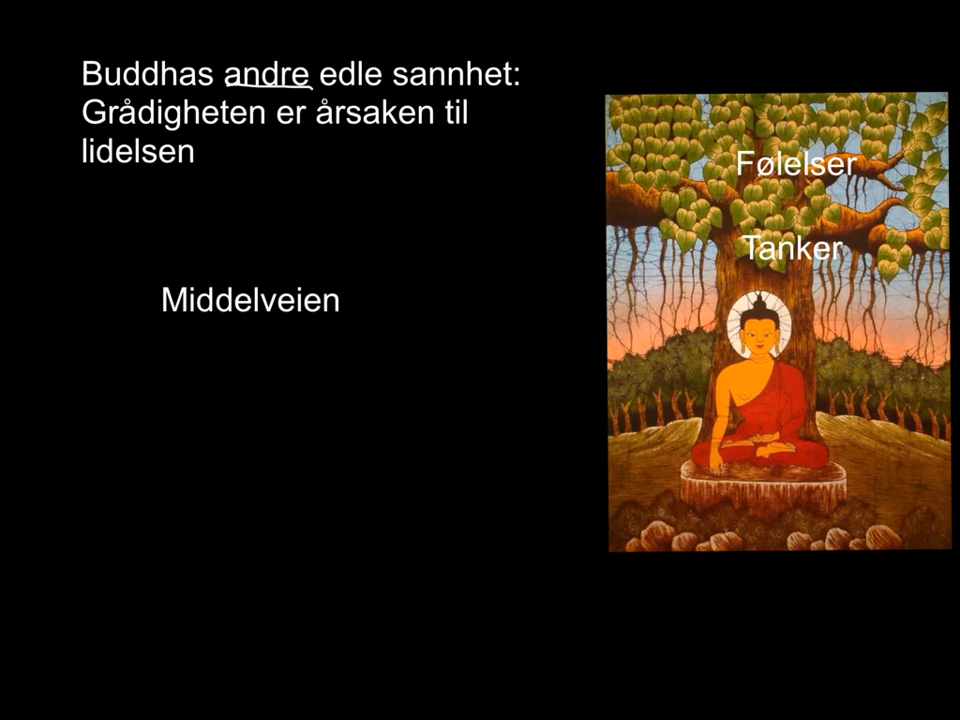 Buddhas andre edle sannhet:
Grådigheten er årsaken til
lidelsen
Middelveien
Følelser
Tanker